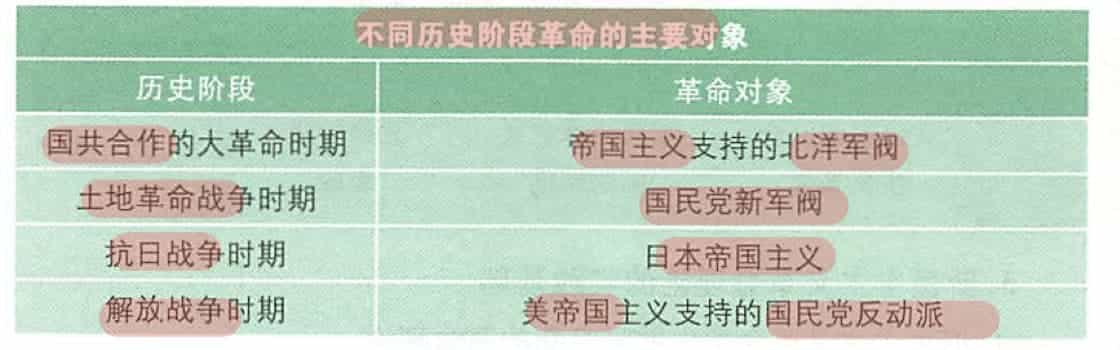 不同历史阶段革命的主要对象
历史阶段 革命对象
国共合作的大革命时期 帝国主义支持的北洋军阀
土地革命战争时期 国民党新军阀
抗日战争时期 日本帝国主义
解放战争时期 美帝国主义支持的国民党反动派